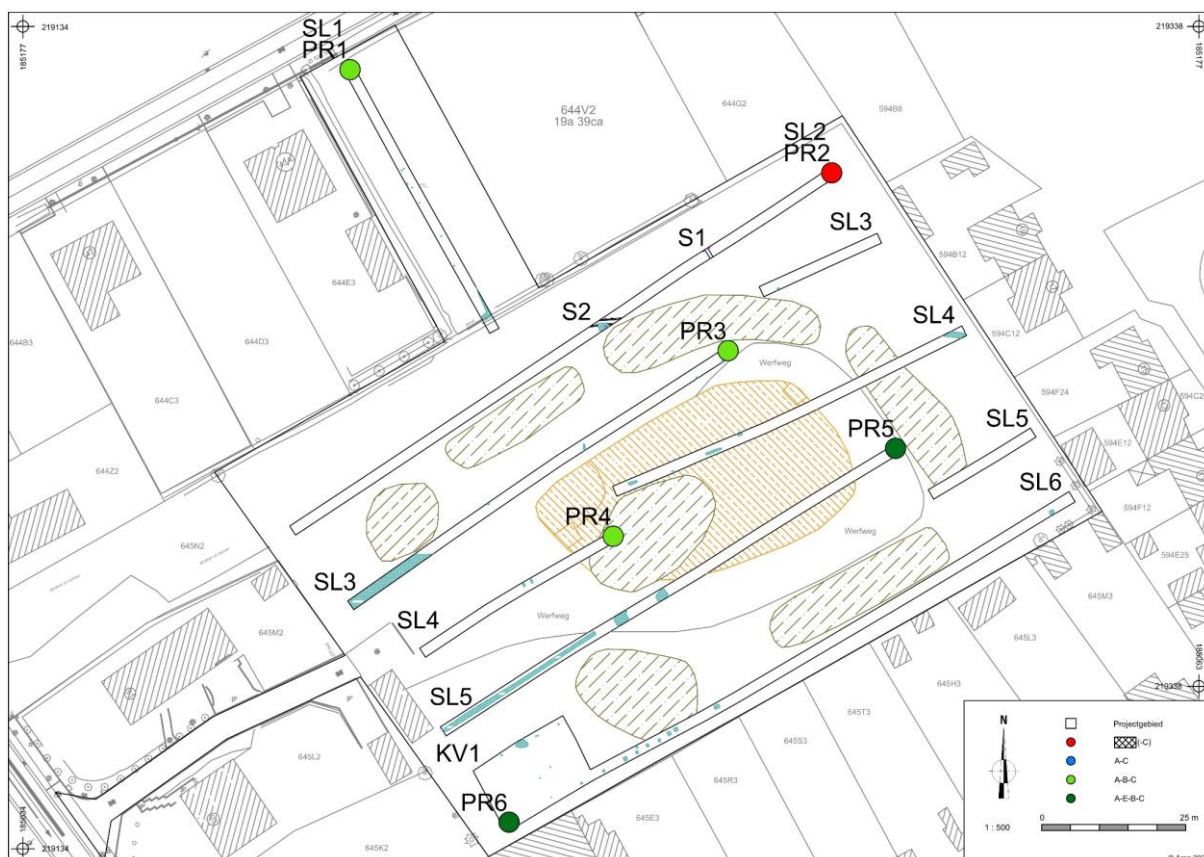 219134
185177
219338
185177
SL1
PR1
644V2
19a 39ca
644G2
594B8
SL2
PR2
S1
SL3
594B12
644E3
S2
PR3
SL4
594C12
644B3
644D3
Werfweg
594F24
594C2
644C3
PR5
SL5
594E12
644Z2
SL6
PR4
Werfweg
594F12
645N2
594E25
SL3
Werfweg
645M3
SL4
645M2
645L3
SL5
645H3
219338
645L2
KV1
645T3
645S3
PR6
645R3
645E3
185034
219134
645K2
N
Projectgebied
(-C)
A-C
A-B-C
A-E-B-C
1 : 500
0
25 m